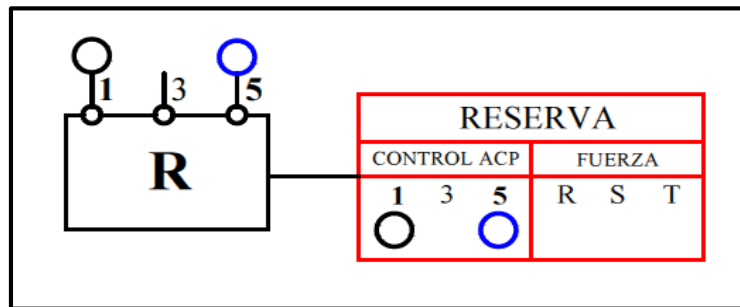 1 3 5
R
RESERVA
CONTROL ACP FUERZA
1 3 5 R S T